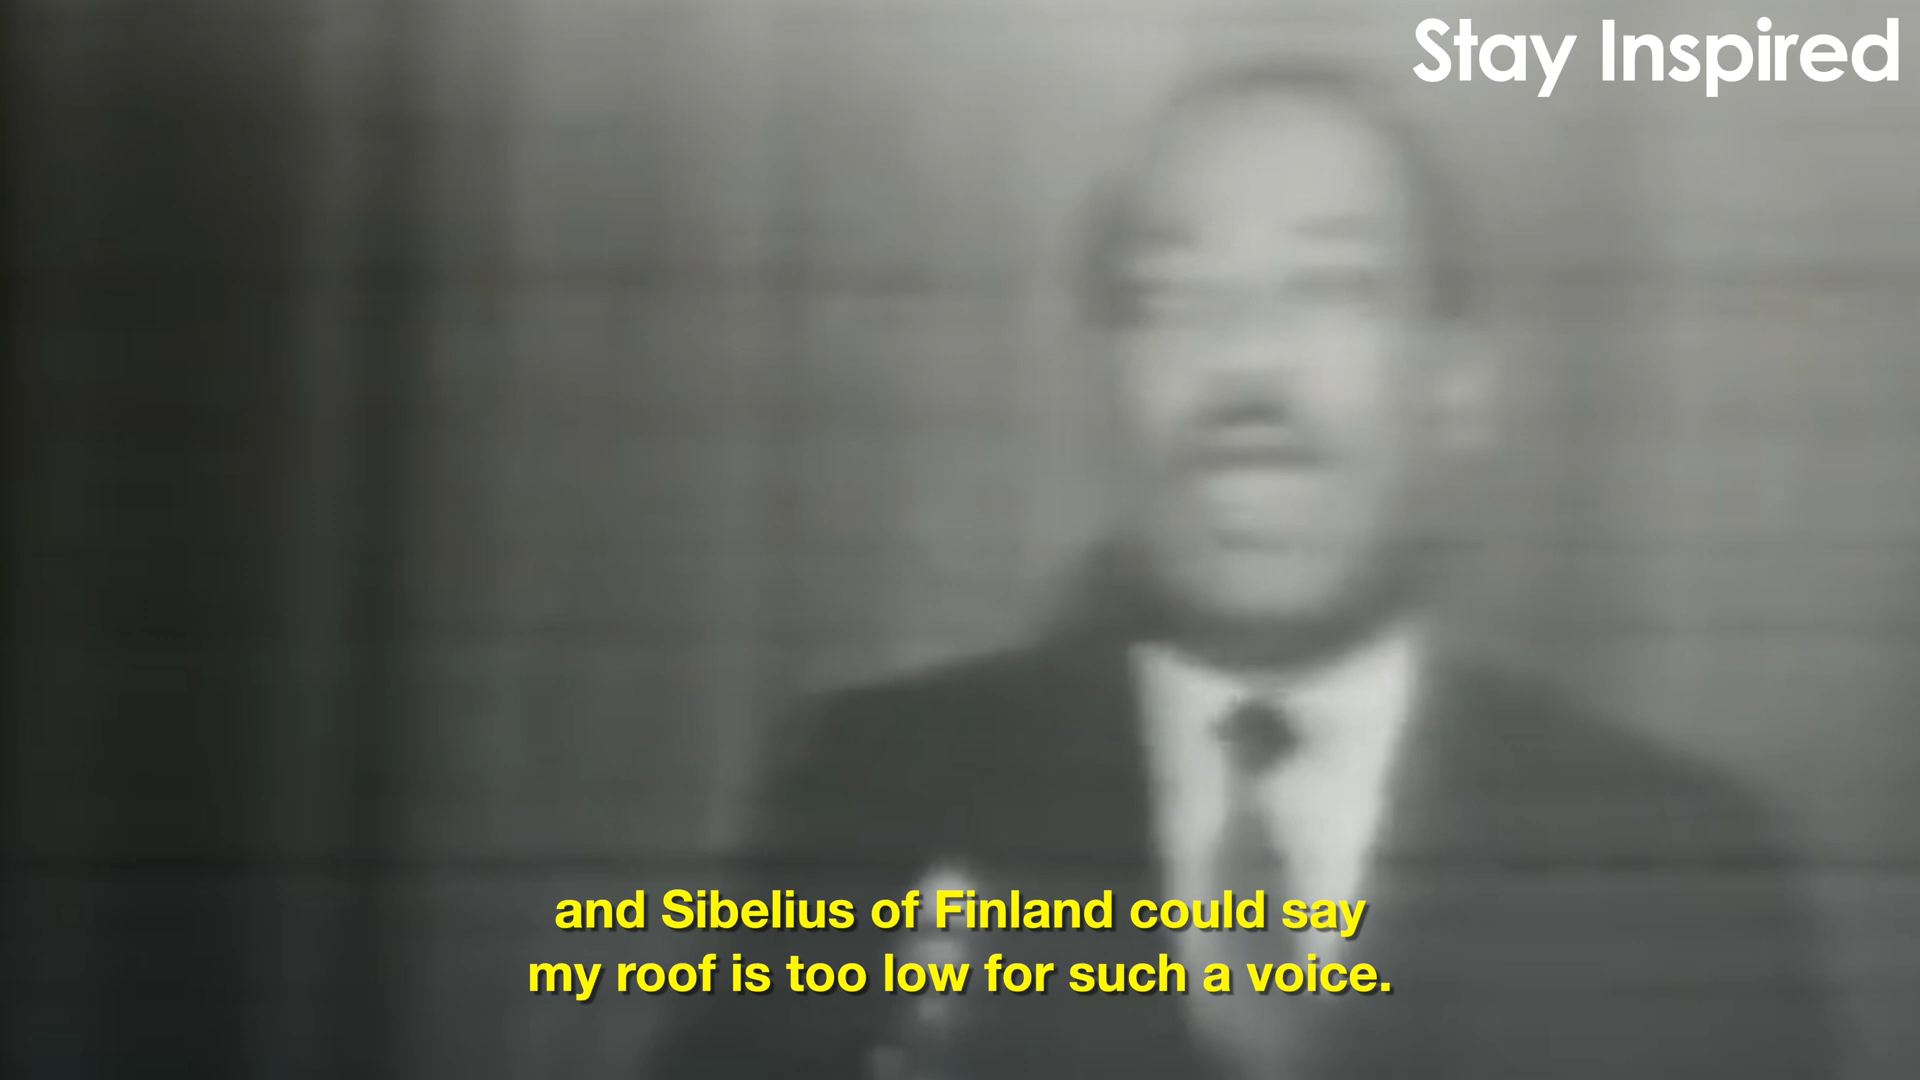 Stay Inspired
and Sibelius of Finland could say
my roof is too low for such a voice.